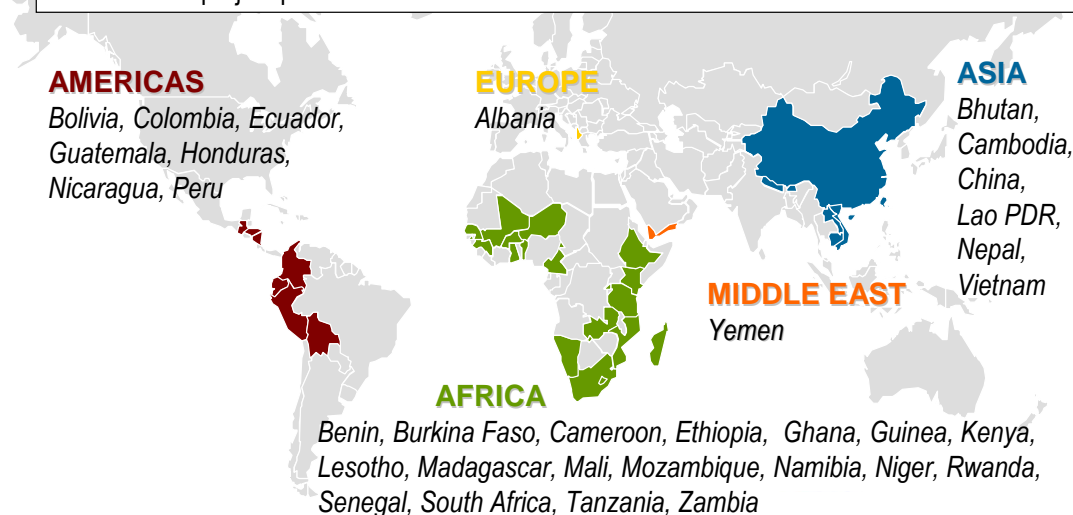 AMERICAS
Bolivia, Colombia, Ecuador,
Guatemala, Honduras,
Nicaragua, Peru
EUROPE
Albania
ASIA
Bhutan,
Cambodia,
China,
Lao PDR,
Nepal,
Vietnam
MIDDLE EAST
Yemen
AFRICA
Benin, Burkina Faso, Cameroon, Ethiopia, Ghana, Guinea, Kenya,
Lesotho, Madagascar, Mali, Mozambique, Namibia, Niger, Rwanda,
Senegal, South Africa, Tanzania, Zambia